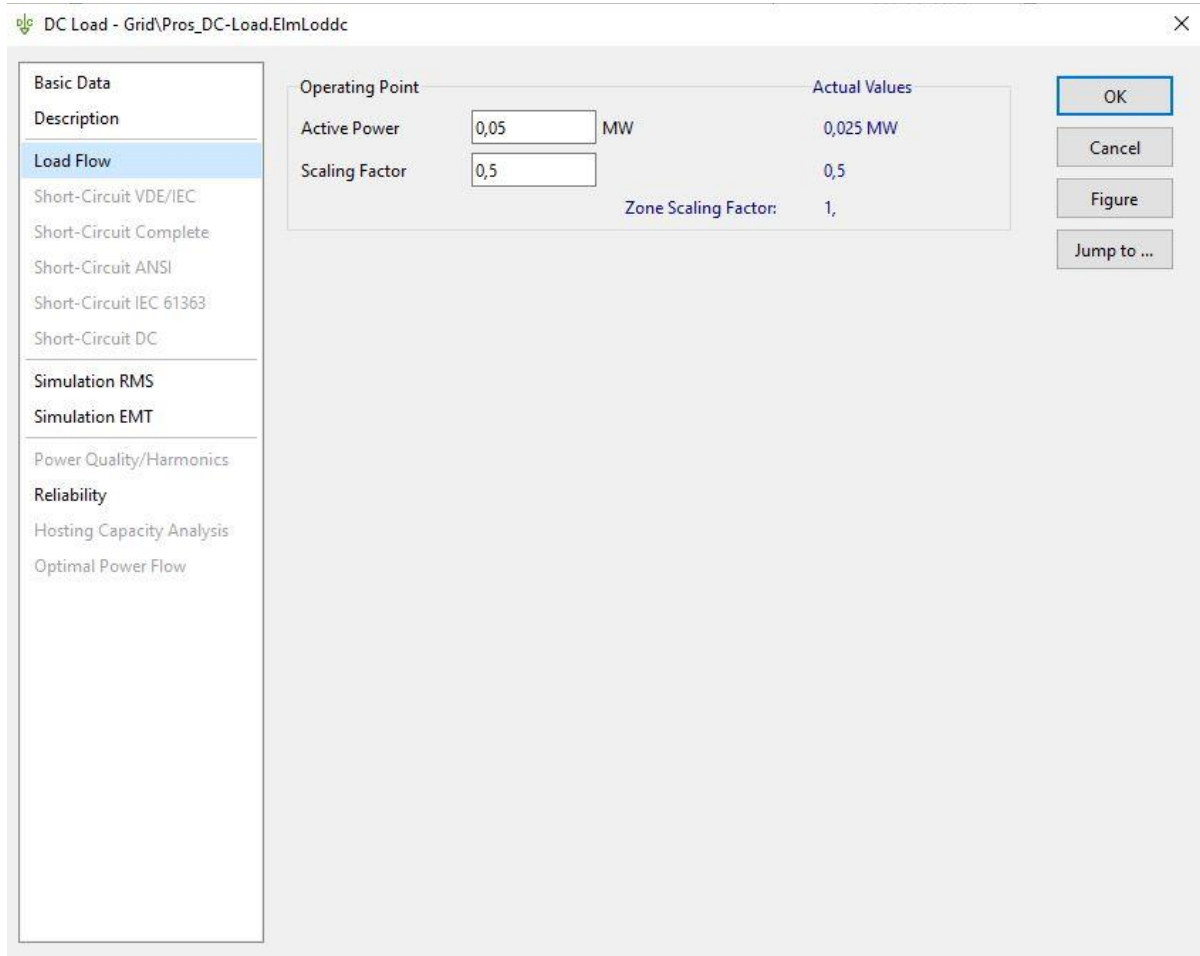 DC Load - Grid\Pros_DC-Load.ElmLoddc
Basic Data
Description
Load Flow
Short-Circuit VDE/IEC
Short-Circuit Complete
Short-Circuit ANSI
Short-Circuit IEC 61363
Short-Circuit DC
Simulation RMS
Simulation EMT
Power Quality/Harmonics
Reliability
Hosting Capacity Analysis
Optimal Power Flow
Operating Point Actual Values
Active Power 0,05 MW 0,025 MW
Scaling Factor 0,5 0,5
Zone Scaling Factor: 1,
OK
Cancel
Figure
Jump to ...